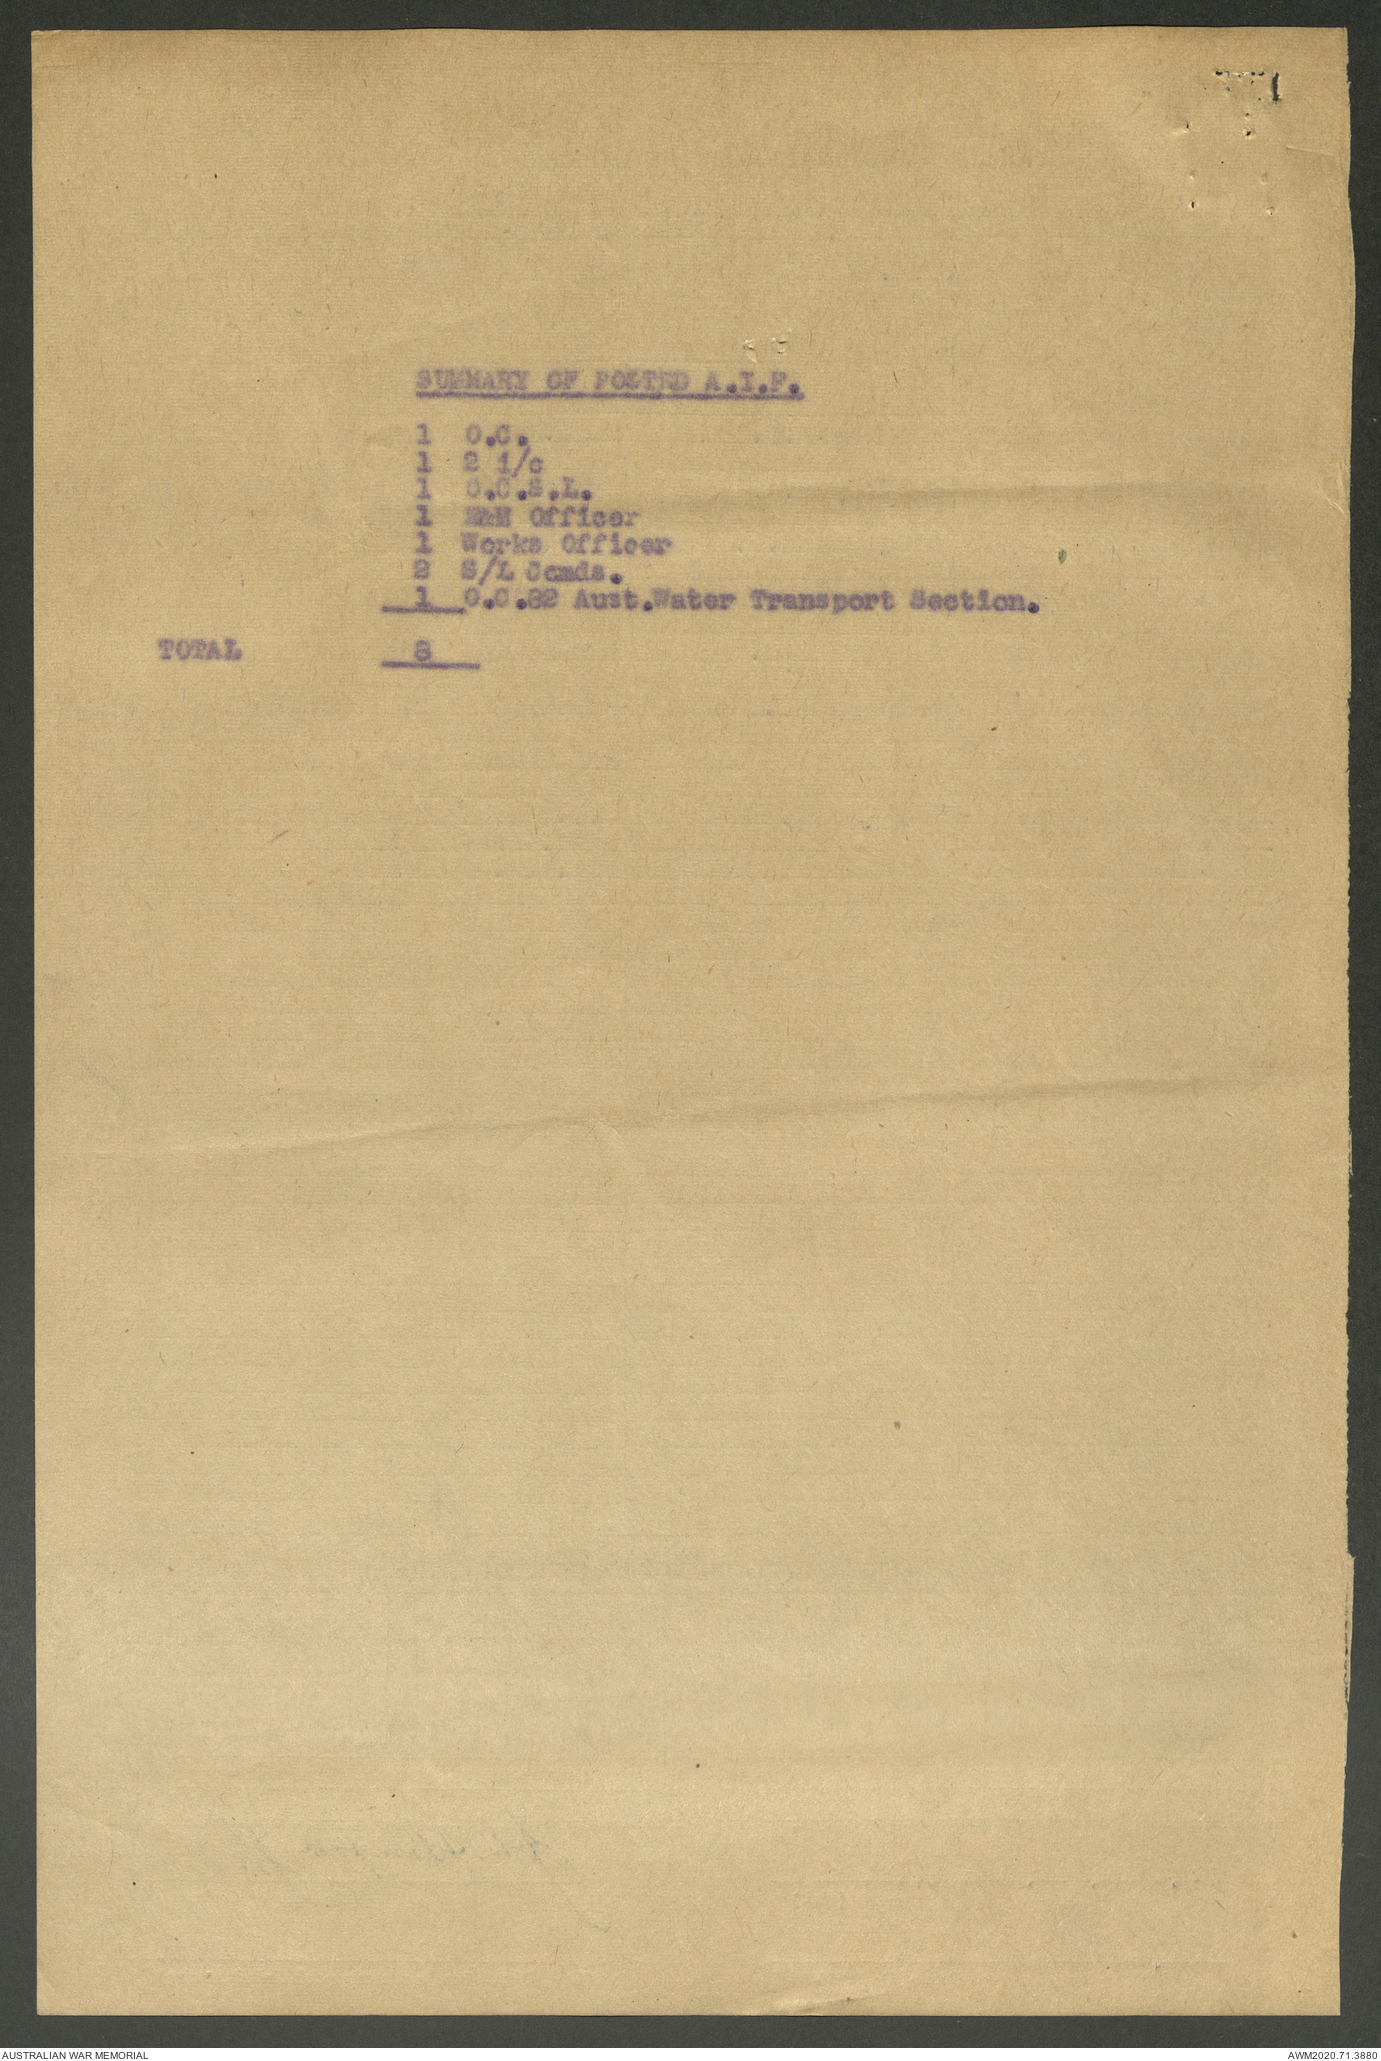 SUMMARY OF POSTED A.I.F.
1 O.C.
1 2 i/c
1 O.C.S.L.
1 E&M Officer
1 Works Officer
2 S/L Comds.
1 O.C.82 Aust.Water Transport Section.
TOTAL 8
AUSTRALIAN WAR MEMORIAL
AWM2020.71.3880